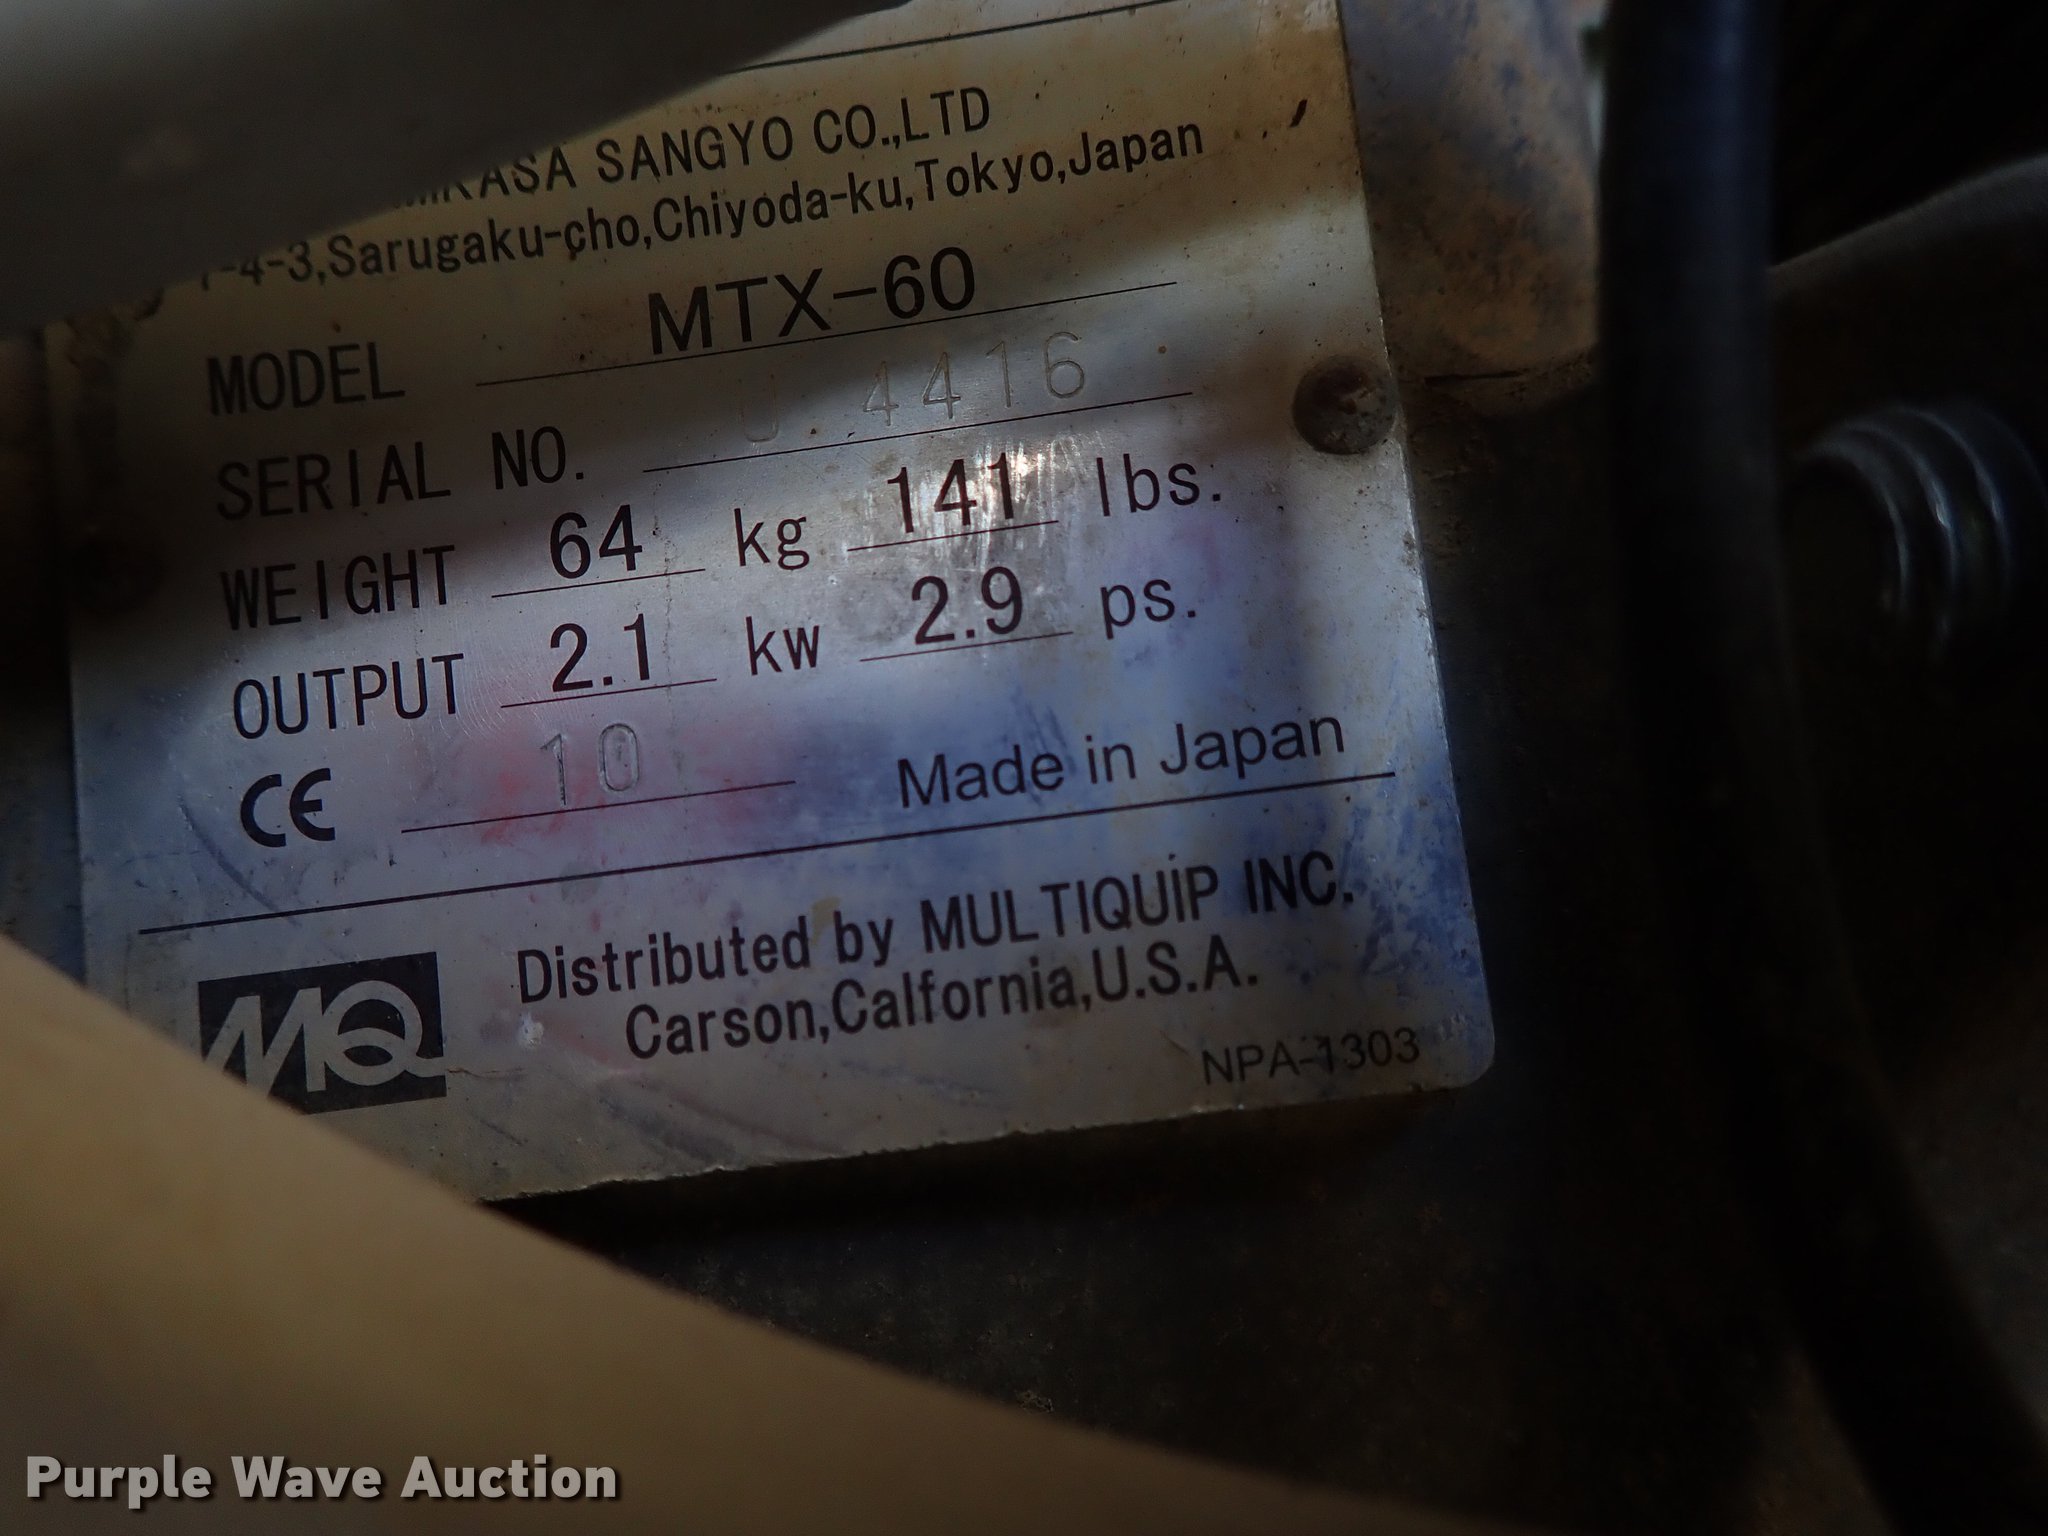 MIKASA SANGYO CO.,LTD
1-4-3,Sarugaku-cho,Chiyoda-ku,Tokyo,Japan
MODEL MTX-60
SERIAL NO. U 4416
WEIGHT 64 kg 141 lbs.
OUTPUT 2.1 kw 2.9 ps.
CE 10 Made in Japan
MQ Distributed by MULTIQUIP INC.
Carson,Calfornia,U.S.A.
NPA-1303
Purple Wave Auction